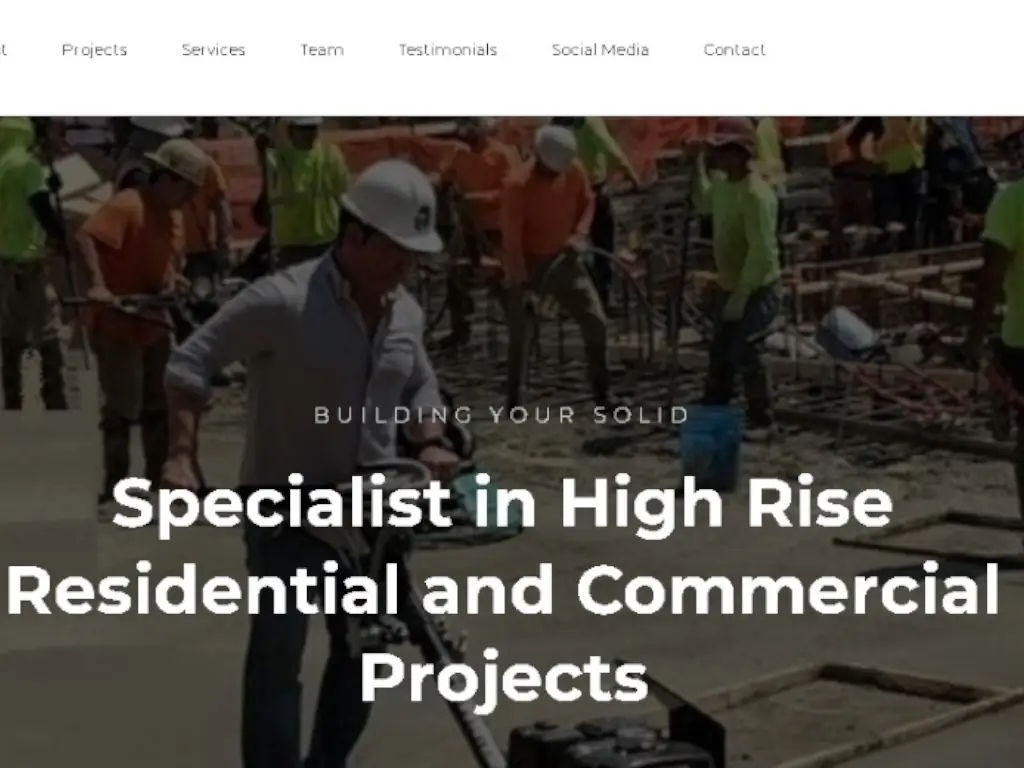 Projects Services Team Testimonials Social Media Contact
BUILDING YOUR SOLID
Specialist in High Rise
Residential and Commercial
Projects